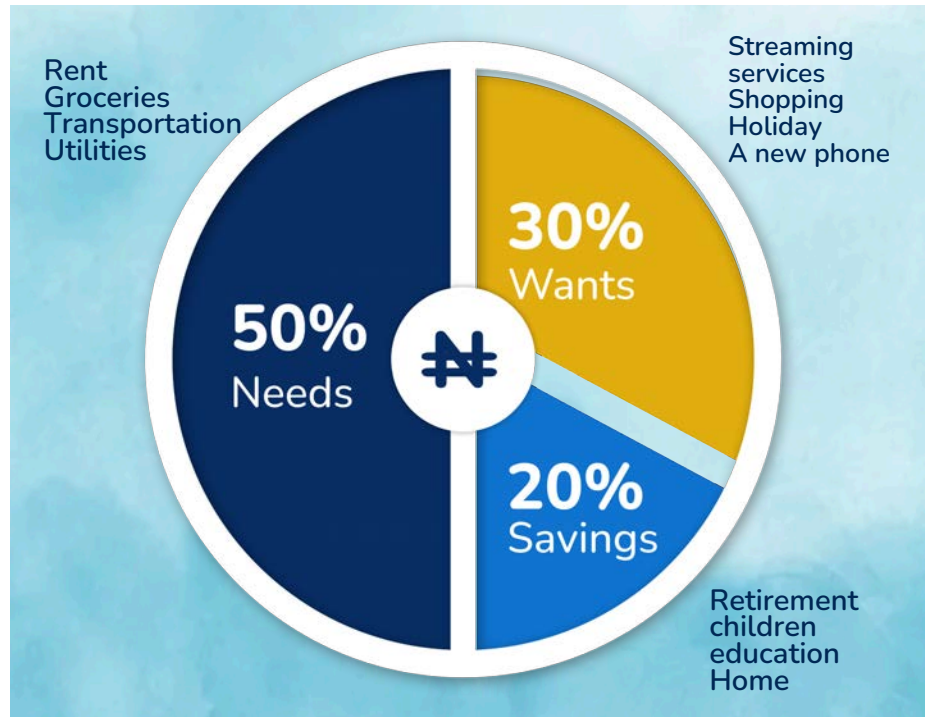 Rent
Groceries
Transportation
Utilities
Streaming
services
Shopping
Holiday
A new phone
30%
Wants
50%
Needs
₦
20%
Savings
Retirement
children
education
Home